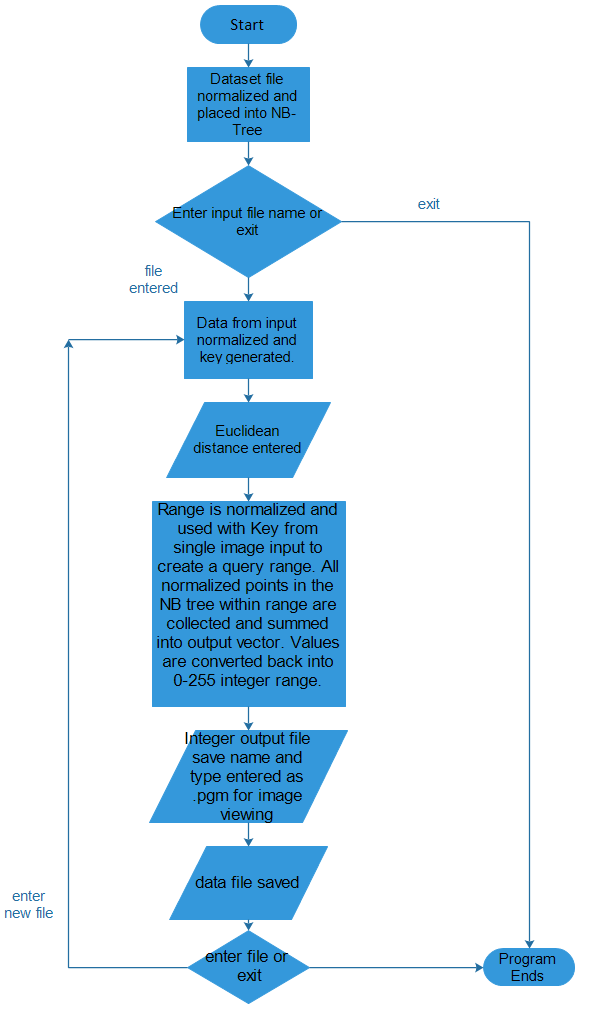 Start
Dataset file
normalized and
placed into NB-
Tree
Enter input file name or
exit
exit
file
entered
Data from input
normalized and
key generated.
Euclidean
distance entered
Range is normalized and
used with Key from
single image input to
create a query range. All
normalized points in the
NB tree within range are
collected and summed
into output vector. Values
are converted back into
0-255 integer range.
Integer output file
save name and
type entered as
.pgm for image
viewing
data file saved
enter
new file
enter file or
exit
Program
Ends